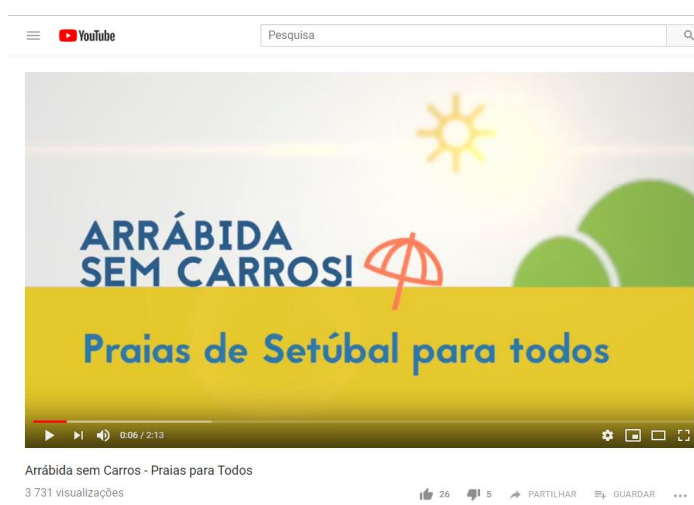 YouTube
Pesquisa
ARRÁBIDA
SEM CARROS!
Praias de Setúbal para todos
0:06 / 2:13
Arrábida sem Carros - Praias para Todos
3 731 visualizações
26 5 PARTILHAR GUARDAR